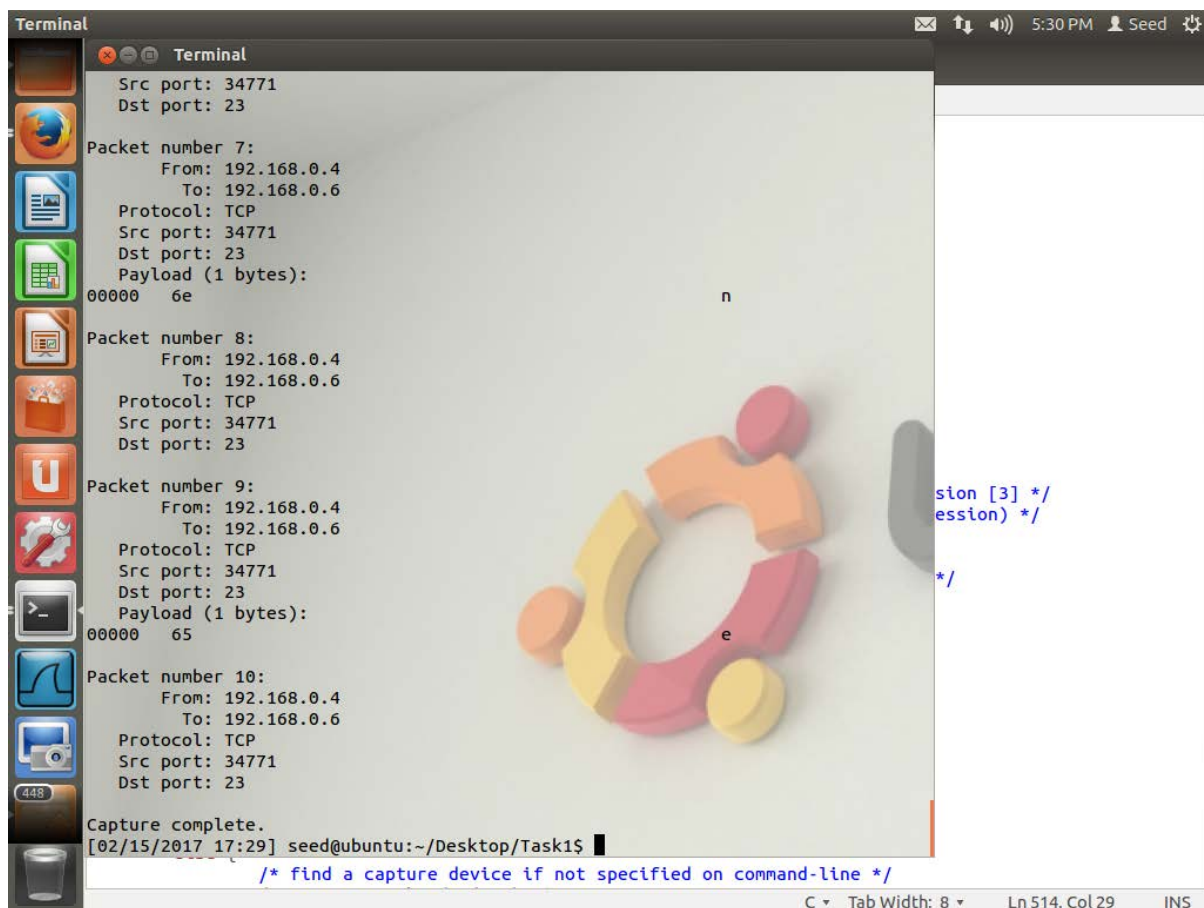 Terminal
5:30 PM Seed
Terminal
Src port: 34771
Dst port: 23
Packet number 7:
From: 192.168.0.4
To: 192.168.0.6
Protocol: TCP
Src port: 34771
Dst port: 23
Payload (1 bytes):
00000 6e n
Packet number 8:
From: 192.168.0.4
To: 192.168.0.6
Protocol: TCP
Src port: 34771
Dst port: 23
Packet number 9:
From: 192.168.0.4
To: 192.168.0.6
Protocol: TCP
Src port: 34771
Dst port: 23
Payload (1 bytes):
00000 65 e
Packet number 10:
From: 192.168.0.4
To: 192.168.0.6
Protocol: TCP
Src port: 34771
Dst port: 23
Capture complete.
[02/15/2017 17:29] seed@ubuntu:~/Desktop/Task1$
sion [3] */
ession) */
*/
/* find a capture device if not specified on command-line */
C Tab Width: 8 Ln 514, Col 29 INS
448